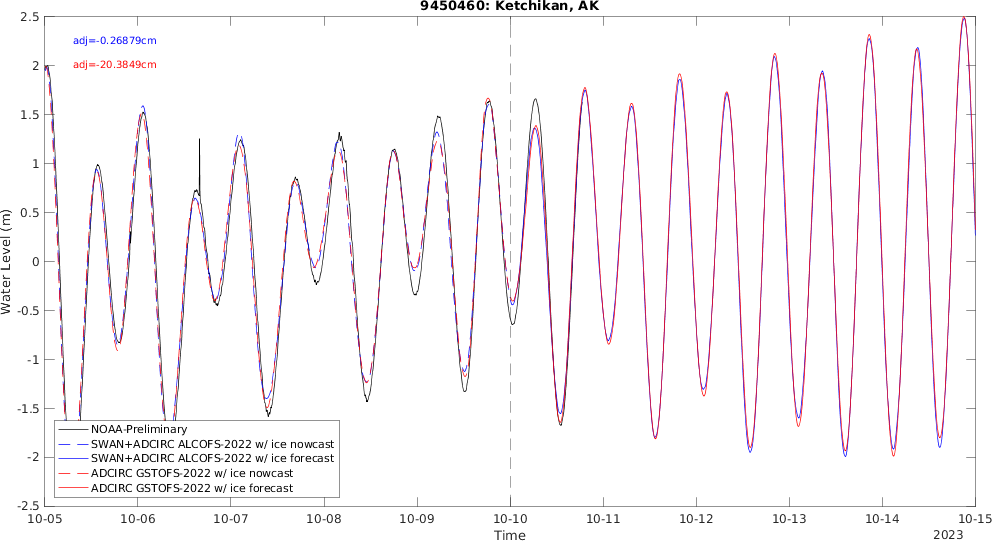 9450460: Ketchikan, AK
adj=-0.26879cm
adj=-20.3849cm
2.5
2
1.5
1
0.5
0
-0.5
-1
-1.5
-2
-2.5
Water Level (m)
NOAA-Preliminary
SWAN+ADCIRC ALCOFS-2022 w/ ice nowcast
SWAN+ADCIRC ALCOFS-2022 w/ ice forecast
ADCIRC GSTOFS-2022 w/ ice nowcast
ADCIRC GSTOFS-2022 w/ ice forecast
10-05 10-06 10-07 10-08 10-09 10-10 10-11 10-12 10-13 10-14 10-15
Time
2023